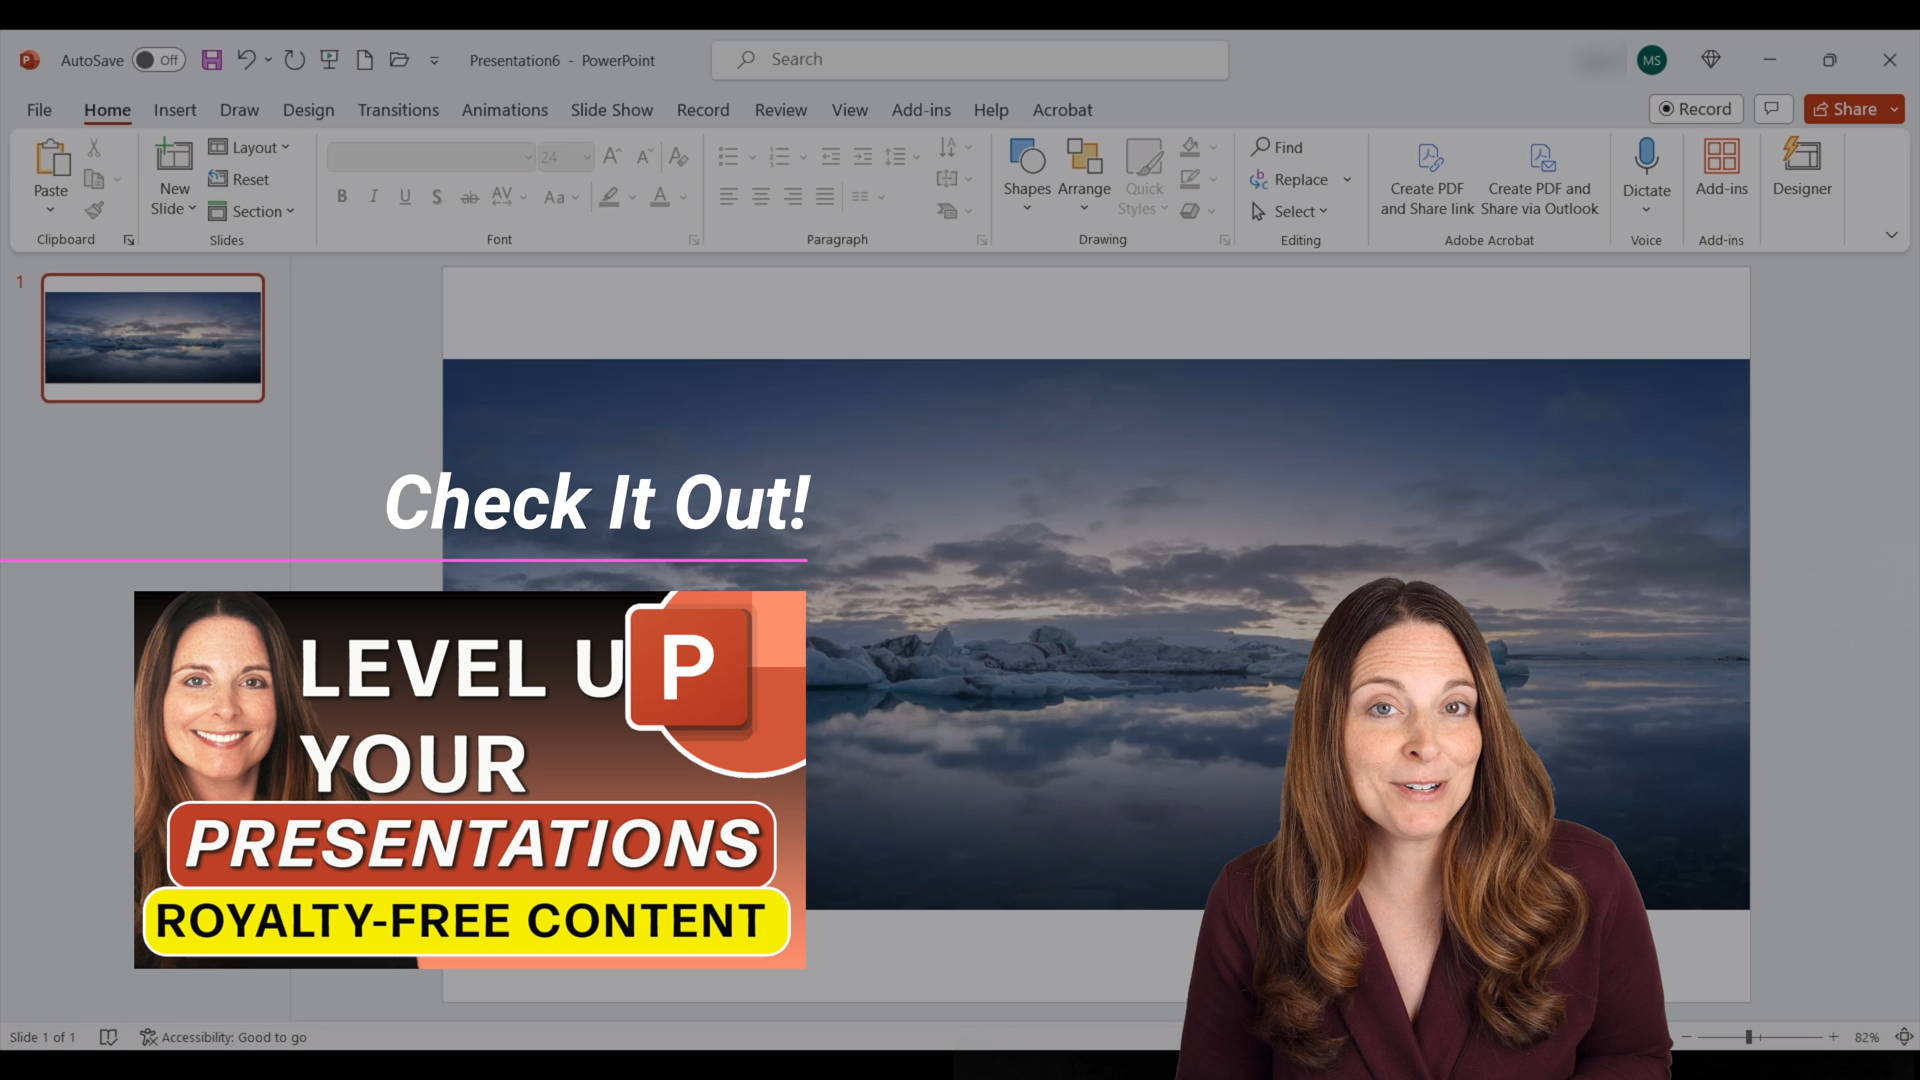 AutoSave Off Presentation6 - PowerPoint Search MS
File Home Insert Draw Design Transitions Animations Slide Show Record Review View Add-ins Help Acrobat Record Share
Paste
Clipboard
New
Slide
Layout
Reset
Section
Slides
24
B I U S ab AV Aa A
Font
Paragraph
Shapes
Arrange
Quick
Styles
Drawing
Find
Replace
Select
Editing
Create PDF
and Share link
Create PDF and
Share via Outlook
Adobe Acrobat
Dictate
Voice
Add-ins
Add-ins
Designer
1
Check It Out!
LEVEL U
P
YOUR
PRESENTATIONS
ROYALTY-FREE CONTENT
Slide 1 of 1 Accessibility: Good to go 82%